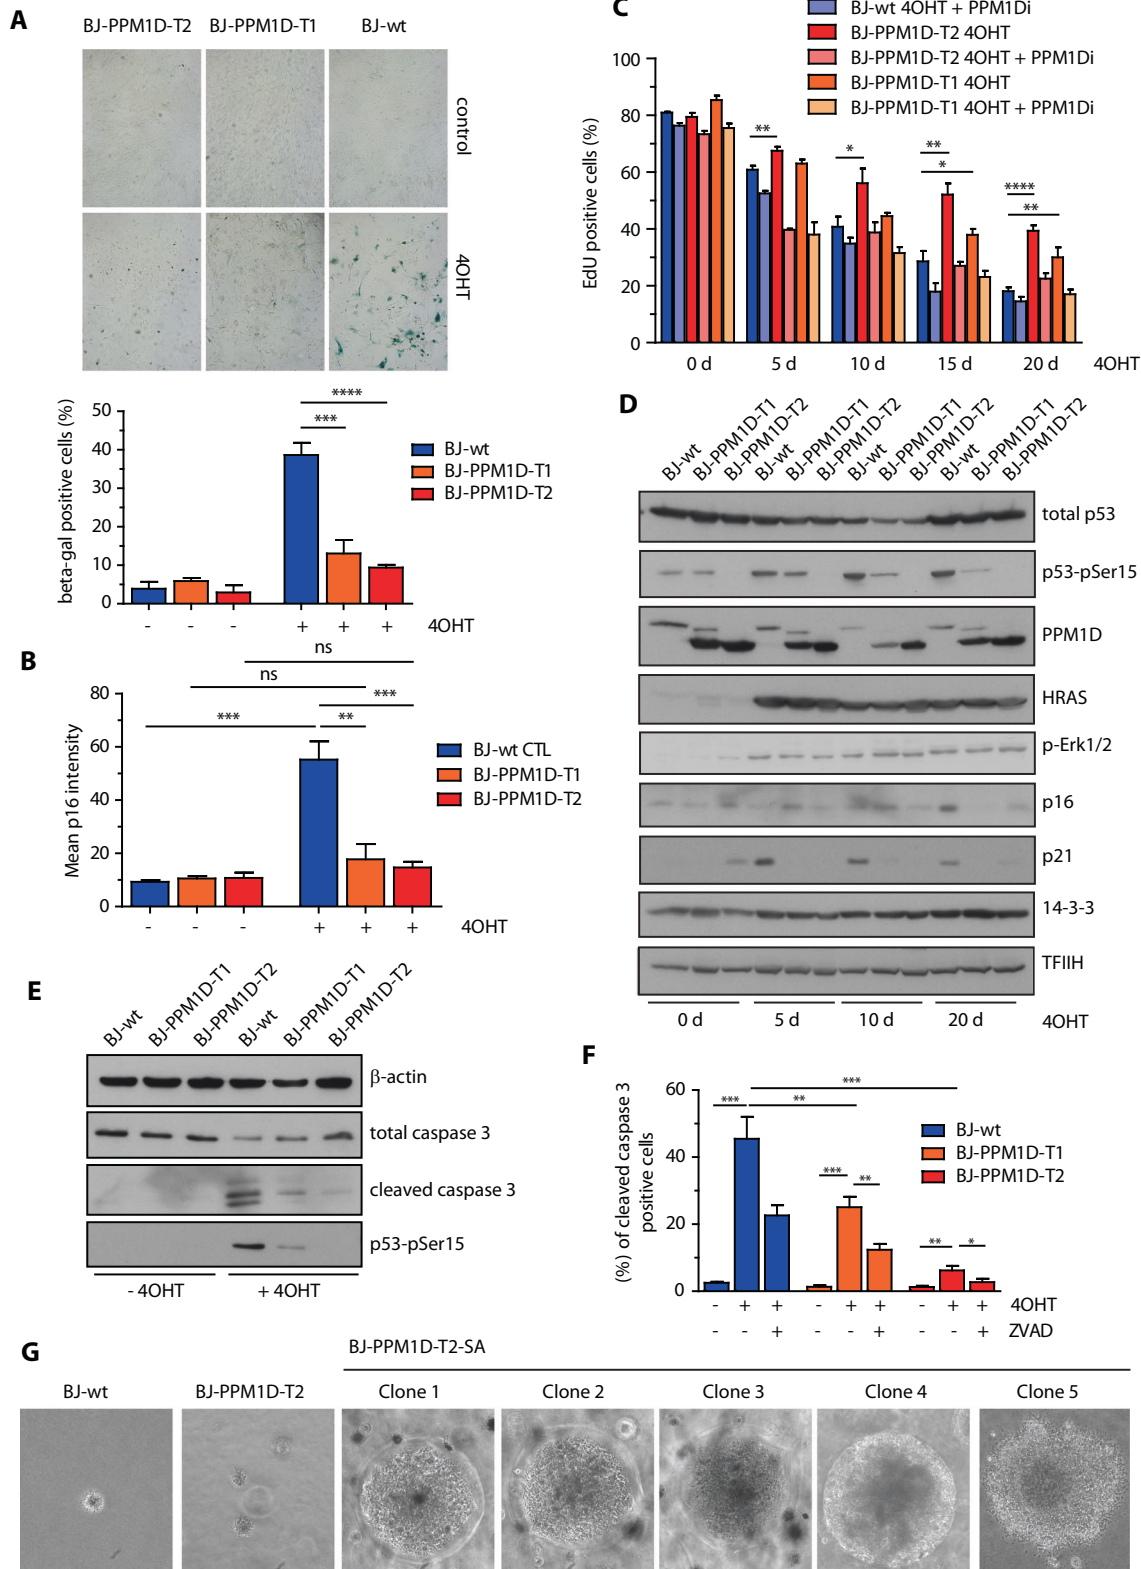 A
BJ-PPM1D-T2 BJ-PPM1D-T1 BJ-wt
control
4OHT
beta-gal positive cells (%)
50
40
30
20
10
0
****
***
BJ-wt
BJ-PPM1D-T1
BJ-PPM1D-T2
- - - + + + 4OHT
B
ns
ns
***
***
**
Mean p16 intensity
80
60
40
20
0
BJ-wt CTL
BJ-PPM1D-T1
BJ-PPM1D-T2
- - - + + + 4OHT
C
BJ-wt 4OHT + PPM1Di
BJ-PPM1D-T2 4OHT
BJ-PPM1D-T2 4OHT + PPM1Di
BJ-PPM1D-T1 4OHT
BJ-PPM1D-T1 4OHT + PPM1Di
EdU positive cells (%)
100
80
60
40
20
0
**
*
**
*
****
**
0 d 5 d 10 d 15 d 20 d 4OHT
D
BJ-wt BJ-PPM1D-T1 BJ-PPM1D-T2 BJ-wt BJ-PPM1D-T1 BJ-PPM1D-T2 BJ-wt BJ-PPM1D-T1 BJ-PPM1D-T2 BJ-wt BJ-PPM1D-T1 BJ-PPM1D-T2
total p53
p53-pSer15
PPM1D
HRAS
p-Erk1/2
p16
p21
14-3-3
TFIIH
0 d 5 d 10 d 20 d 4OHT
E
BJ-wt BJ-PPM1D-T1 BJ-PPM1D-T2 BJ-wt BJ-PPM1D-T1 BJ-PPM1D-T2
β-actin
total caspase 3
cleaved caspase 3
p53-pSer15
- 4OHT + 4OHT
F
(%) of cleaved caspase 3
positive cells
60
40
20
0
***
***
**
***
**
**
*
BJ-wt
BJ-PPM1D-T1
BJ-PPM1D-T2
- + + - + + - + + 4OHT
- - + - - + - - + ZVAD
G
BJ-PPM1D-T2-SA
BJ-wt BJ-PPM1D-T2 Clone 1 Clone 2 Clone 3 Clone 4 Clone 5